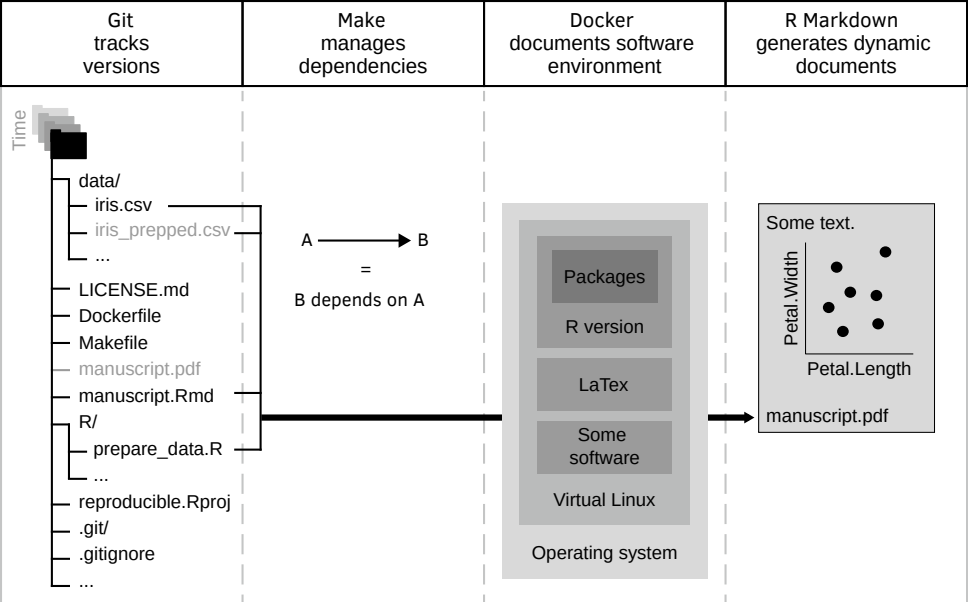 Git
tracks
versions
Make
manages
dependencies
Docker
documents software
environment
R Markdown
generates dynamic
documents
Time
data/
iris.csv
iris_prepped.csv
...
LICENSE.md
Dockerfile
Makefile
manuscript.pdf
manuscript.Rmd
R/
prepare_data.R
...
reproducible.Rproj
.git/
.gitignore
...
A
B
=
B depends on A
Packages
R version
LaTex
Some
software
Virtual Linux
Operating system
Some text.
Petal.Width
Petal.Length
manuscript.pdf